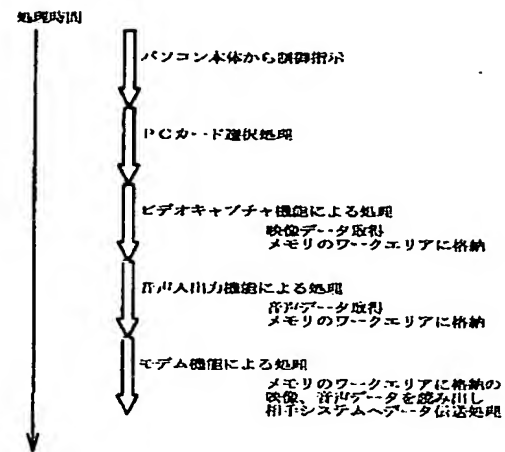 処理時間
パソコン本体から制御指示
PCカード選択処理
ビデオキャプチャ機能による処理
映像データ取得
メモリのワークエリアに格納
音声入出力機能による処理
音声データ取得
メモリのワークエリアに格納
モデム機能による処理
メモリのワークエリアに格納の
映像、音声データを読み出し
相手システムへデータ伝送処理